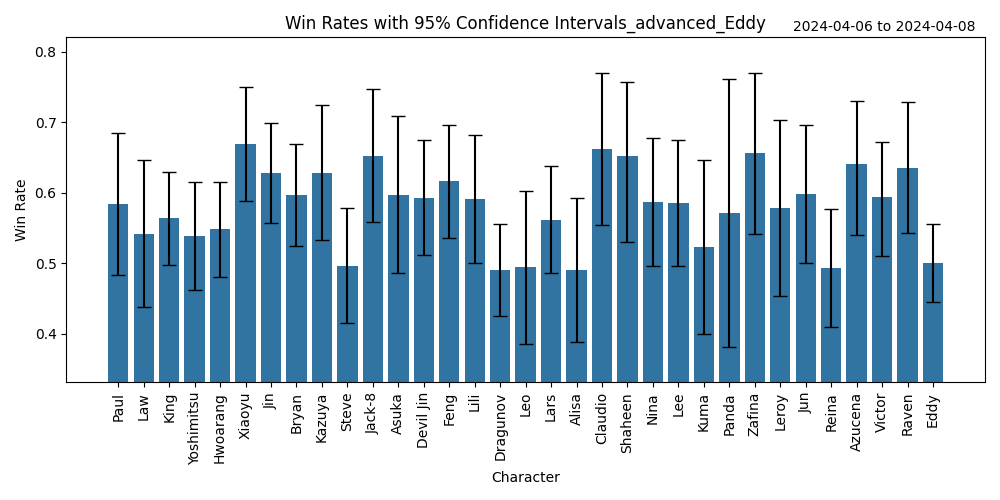 Win Rates with 95% Confidence Intervals_advanced_Eddy
2024-04-06 to 2024-04-08
Win Rate
0.8
0.7
0.6
0.5
0.4
Paul
Law
King
Yoshimitsu
Hwoarang
Xiaoyu
Jin
Bryan
Kazuya
Steve
Jack-8
Asuka
Devil Jin
Feng
Lili
Dragunov
Leo
Lars
Alisa
Claudio
Shaheen
Nina
Lee
Kuma
Panda
Zafina
Leroy
Jun
Reina
Azucena
Victor
Raven
Eddy
Character